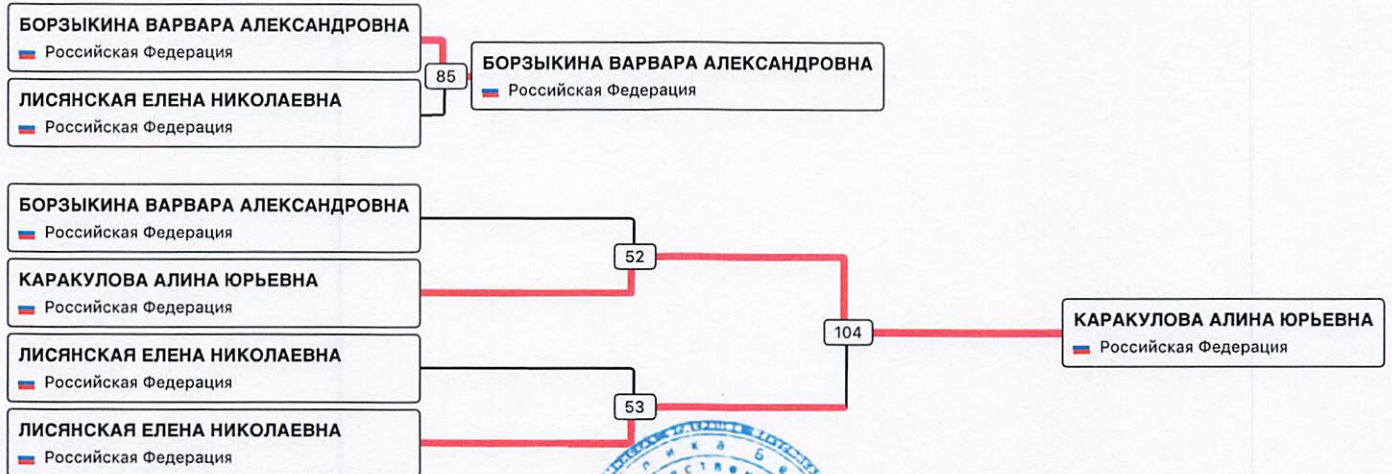 БОРЗЫКИНА ВАРВАРА АЛЕКСАНДРОВНА
Российская Федерация
ЛИСЯНСКАЯ ЕЛЕНА НИКОЛАЕВНА
Российская Федерация
85
БОРЗЫКИНА ВАРВАРА АЛЕКСАНДРОВНА
Российская Федерация
БОРЗЫКИНА ВАРВАРА АЛЕКСАНДРОВНА
Российская Федерация
КАРАКУЛОВА АЛИНА ЮРЬЕВНА
Российская Федерация
52
ЛИСЯНСКАЯ ЕЛЕНА НИКОЛАЕВНА
Российская Федерация
ЛИСЯНСКАЯ ЕЛЕНА НИКОЛАЕВНА
Российская Федерация
53
104
КАРАКУЛОВА АЛИНА ЮРЬЕВНА
Российская Федерация